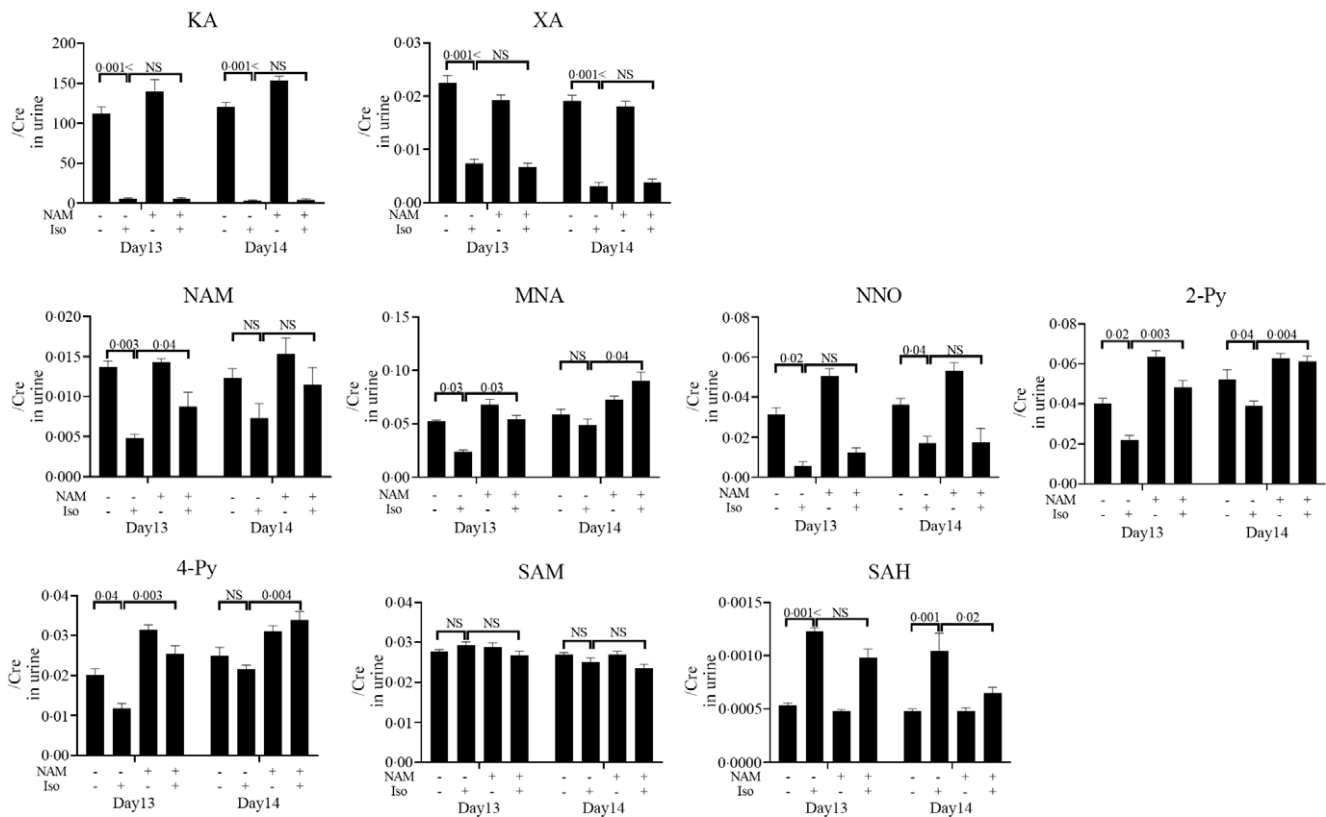 KA
200
150
100
50
0
/Cre
in urine
0·001< NS 0·001< NS
NAM - - + + - - + +
Iso - + - + - + - +
Day13 Day14
XA
0·03
0·02
0·01
0·00
/Cre
in urine
0·001< NS 0·001< NS
NAM - - + + - - + +
Iso - + - + - + - +
Day13 Day14
NAM
0·020
0·015
0·010
0·005
0·000
/Cre
in urine
0·003 0·04 NS NS
NAM - - + + - - + +
Iso - + - + - + - +
Day13 Day14
MNA
0·15
0·10
0·05
0·00
/Cre
in urine
0·03 0·03 NS 0·04
NAM - - + + - - + +
Iso - + - + - + - +
Day13 Day14
NNO
0·08
0·06
0·04
0·02
0·00
/Cre
in urine
0·02 NS 0·04 NS
NAM - - + + - - + +
Iso - + - + - + - +
Day13 Day14
2-Py
0·08
0·06
0·04
0·02
0·00
/Cre
in urine
0·02 0·003 0·04 0·004
NAM - - + + - - + +
Iso - + - + - + - +
Day13 Day14
4-Py
0·04
0·03
0·02
0·01
0·00
/Cre
in urine
0·04 0·003 NS 0·004
NAM - - + + - - + +
Iso - + - + - + - +
Day13 Day14
SAM
0·04
0·03
0·02
0·01
0·00
/Cre
in urine
NS NS NS NS
NAM - - + + - - + +
Iso - + - + - + - +
Day13 Day14
SAH
0·0015
0·0010
0·0005
0·0000
/Cre
in urine
0·001< NS 0·001 0·02
NAM - - + + - - + +
Iso - + - + - + - +
Day13 Day14